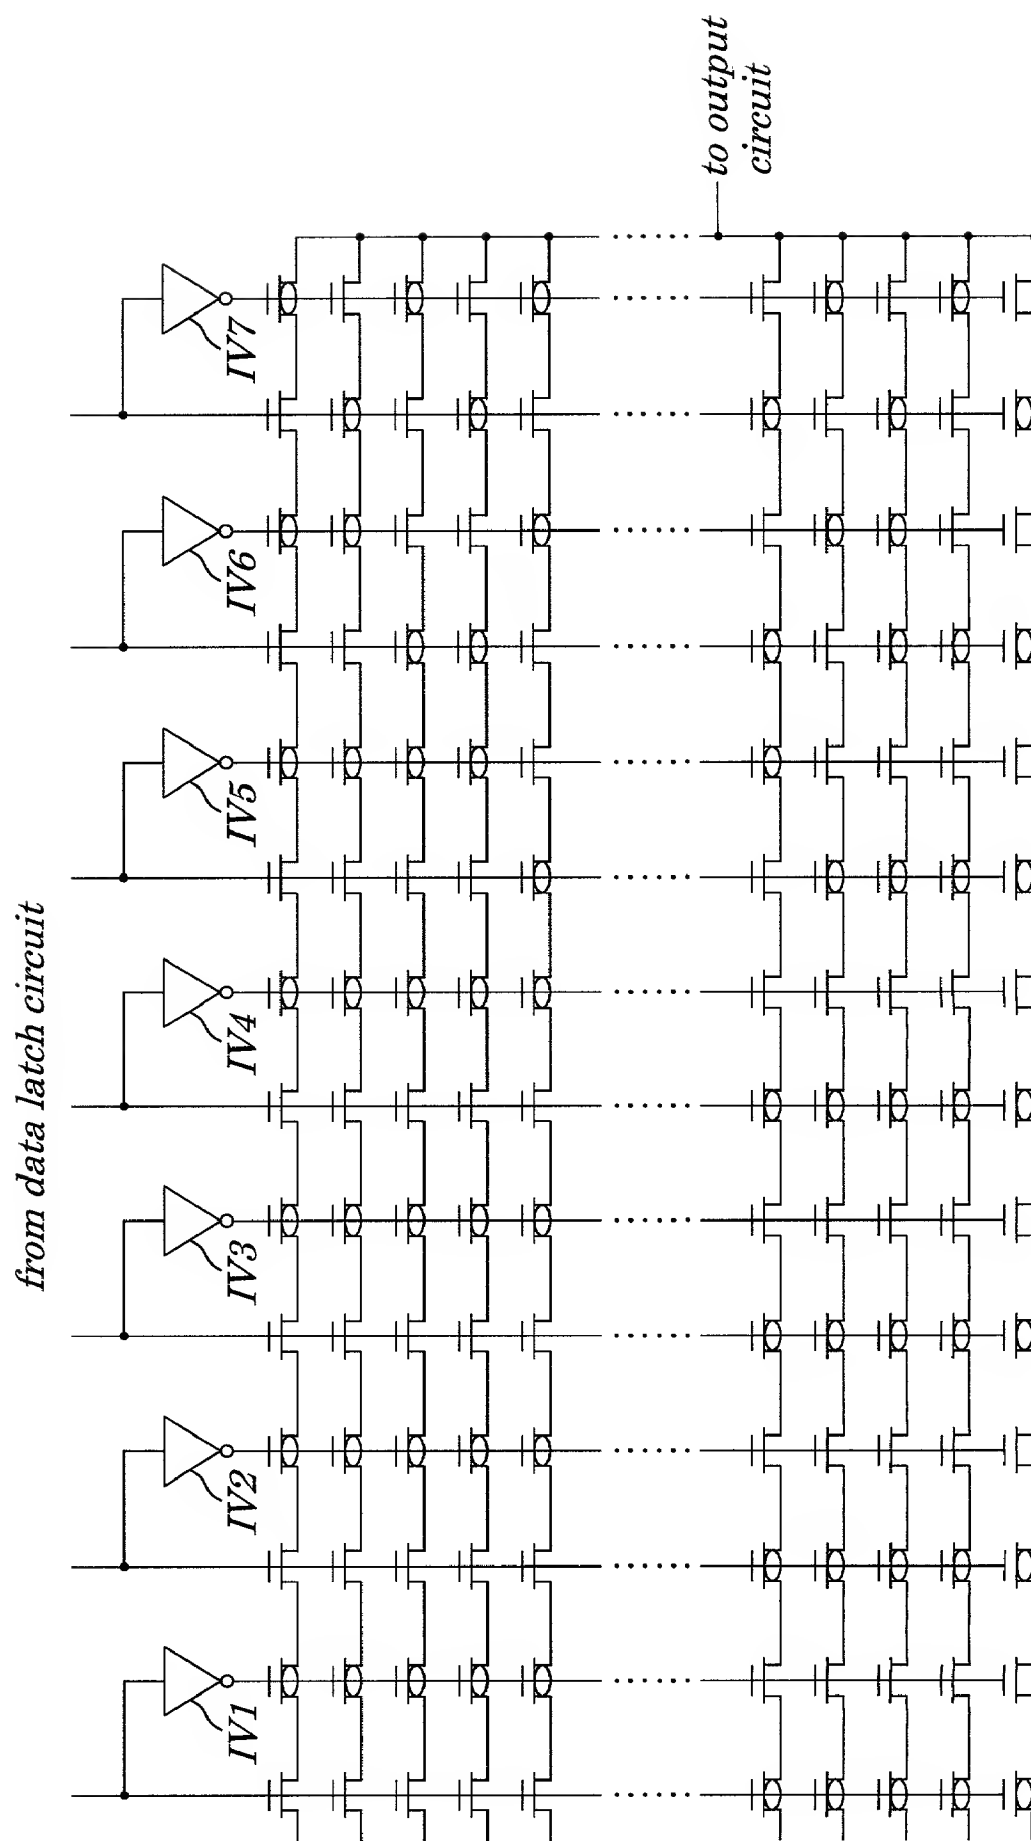 to output
circuit
IV7
IV6
IV5
from data latch circuit
IV4
IV3
IV2
IV1